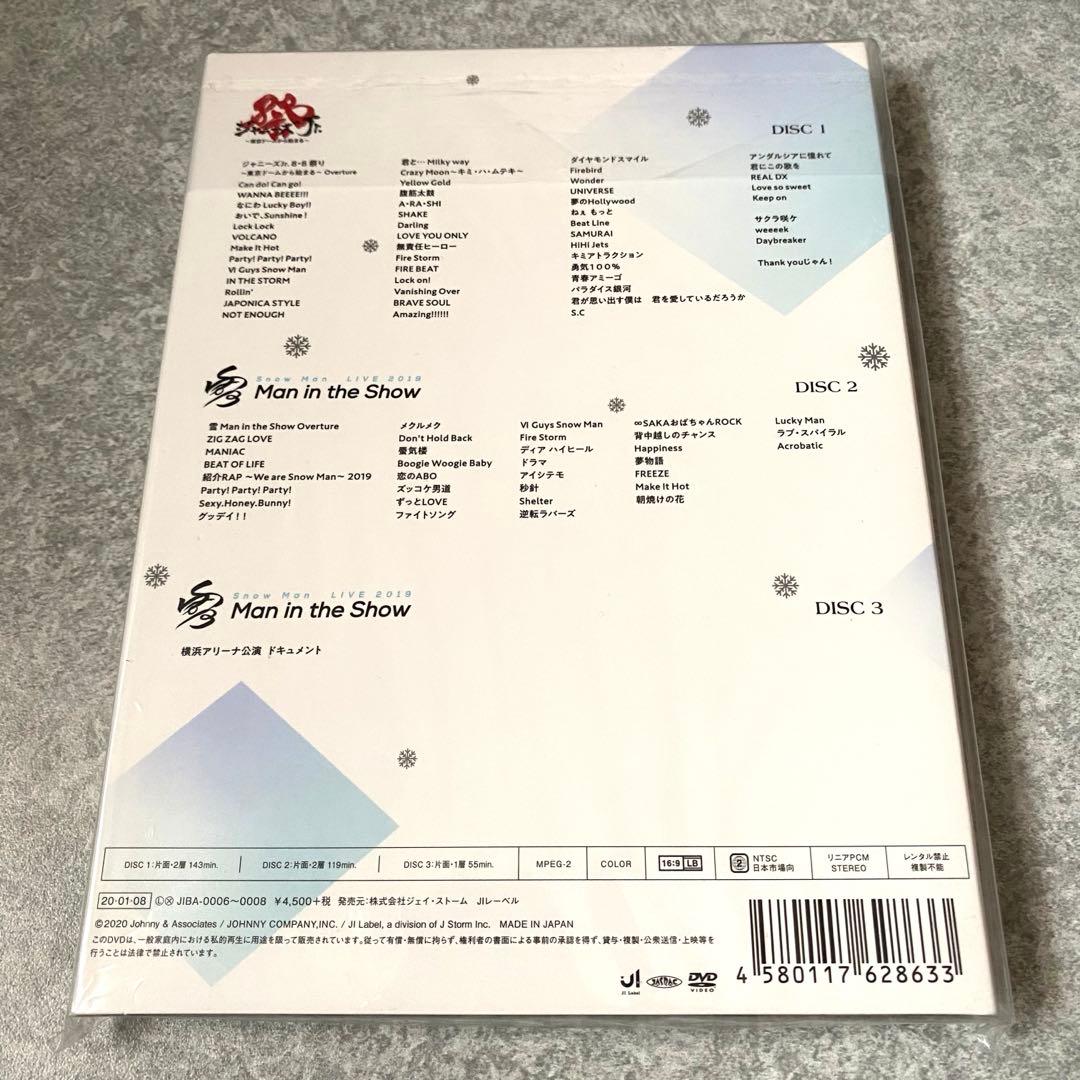 祭
ジャニーズJr.
～東京ドームから始まる～
DISC 1
ジャニーズJr. 8・8 祭り
～東京ドームから始まる～ Overture
Can do! Can go!
WANNA BEEEE!!!
なにわ Lucky Boy!!
おいで、Sunshine!
Lock Lock
VOLCANO
Make It Hot
Party! Party! Party!
VI Guys Snow Man
IN THE STORM
Rollin'
JAPONICA STYLE
NOT ENOUGH
君と… Milky way
Crazy Moon～キミ・ハ・ムテキ～
Yellow Gold
腹筋太鼓
A・RA・SHI
SHAKE
Darling
LOVE YOU ONLY
無責任ヒーロー
Fire Storm
FIRE BEAT
Lock on!
Vanishing Over
BRAVE SOUL
Amazing!!!!!!
ダイヤモンドスマイル
Firebird
Wonder
UNIVERSE
夢のHollywood
ねぇ もっと
Beat Line
SAMURAI
HiHi Jets
キミアトラクション
勇気100%
青春アミーゴ
パラダイス銀河
君が思い出す僕は 君を愛しているだろうか
S.C
アンダルシアに憧れて
君にこの歌を
REAL DX
Love so sweet
Keep on
サクラ咲ケ
weeeek
Daybreaker
Thank youじゃん!
Snow Man LIVE 2019
雪 Man in the Show
DISC 2
雪 Man in the Show Overture
ZIG ZAG LOVE
MANIAC
BEAT OF LIFE
紹介RAP ～We are Snow Man～ 2019
Party! Party! Party!
Sexy.Honey.Bunny!
グッデイ!!
メクルメク
Don't Hold Back
蜃気楼
Boogie Woogie Baby
恋のABO
ズッコケ男道
ずっとLOVE
ファイトソング
VI Guys Snow Man
Fire Storm
ディア ハイヒール
ドラマ
アイシテモ
秒針
Shelter
逆転ラバーズ
∞SAKAおばちゃんROCK
背中越しのチャンス
Happiness
夢物語
FREEZE
Make It Hot
朝焼けの花
Lucky Man
ラブ・スパイラル
Acrobatic
Snow Man LIVE 2019
雪 Man in the Show
DISC 3
横浜アリーナ公演 ドキュメント
DISC 1:片面・2層 143min. DISC 2:片面・2層 119min. DISC 3:片面・1層 55min. MPEG-2 COLOR 16:9 LB 2 NTSC 日本市場向 リニアPCM STEREO レンタル禁止 複製不能
20・01・08 ⓁⓍ JIBA-0006～0008 ¥4,500+税 発売元:株式会社ジェイ・ストーム JIレーベル
©2020 Johnny & Associates / JOHNNY COMPANY,INC. / JI Label, a division of J Storm Inc. MADE IN JAPAN
このDVDは、一般家庭内における私的再生に用途を限って販売されています。従って有償・無償に拘らず、権利者の書面による事前の承認を得ず、貸与・複製・公衆送信・上映等を
行うことは法律で禁止されています。
JI
JI Label
JASRAC
DVD
VIDEO
4 580117 628633